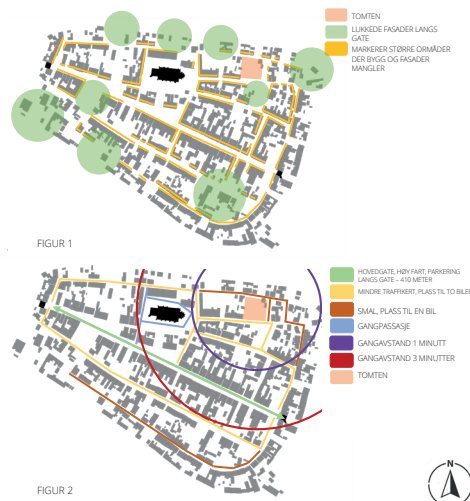 TOMTEN
LUKKEDE FASADER LANGS
GATE
MARKERER STØRRE ORMÅDER
DER BYGG OG FASADER
MANGLER
FIGUR 1
HOVEDGATE, HØY FART, PARKERING
LANGS GATE – 410 METER
MINDRE TRAFFIKERT, PLASS TIL TO BILER
SMAL, PLASS TIL EN BIL
GANGPASSASJE
GANGAVSTAND 1 MINUTT
GANGAVSTAND 3 MINUTTER
TOMTEN
FIGUR 2
N